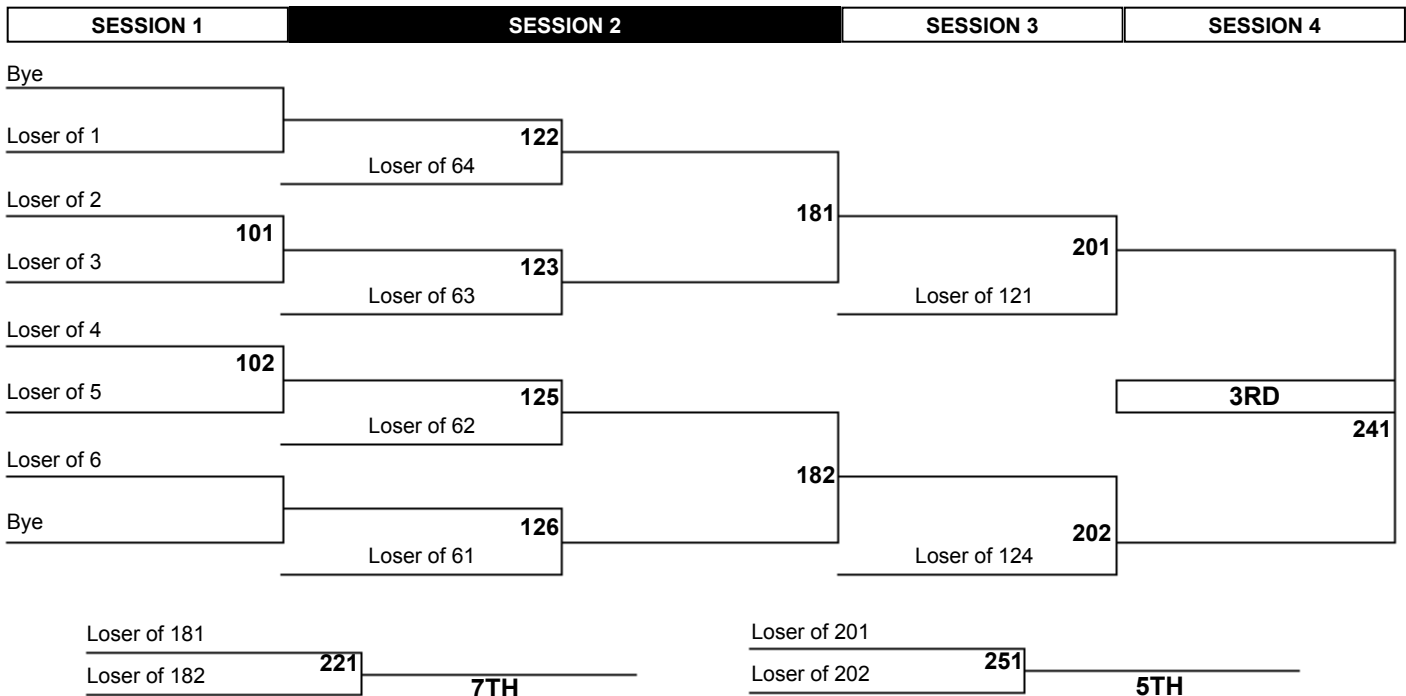 SESSION 1 SESSION 2 SESSION 3 SESSION 4
Bye
Loser of 1
122
Loser of 64
Loser of 2
181
101
201
Loser of 3
123
Loser of 63
Loser of 121
Loser of 4
102
Loser of 5
125
3RD
Loser of 62
241
Loser of 6
182
Bye
126
202
Loser of 61
Loser of 124
Loser of 181
221
Loser of 182
7TH
Loser of 201
251
Loser of 202
5TH